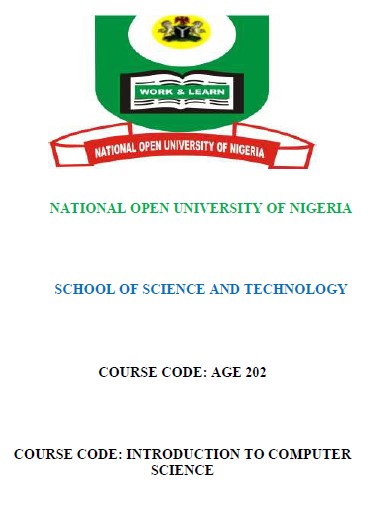 WORK & LEARN
NATIONAL OPEN UNIVERSITY OF NIGERIA
NATIONAL OPEN UNIVERSITY OF NIGERIA
SCHOOL OF SCIENCE AND TECHNOLOGY
COURSE CODE: AGE 202
COURSE CODE: INTRODUCTION TO COMPUTER
SCIENCE